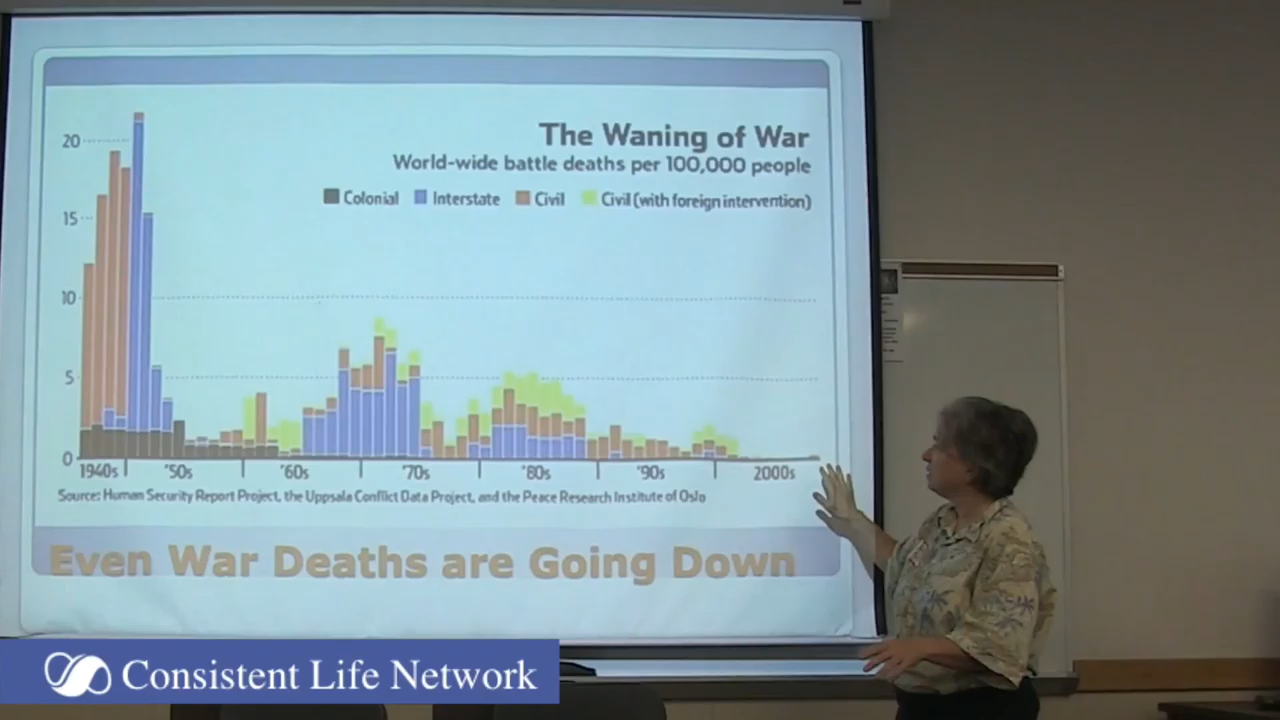 The Waning of War
World-wide battle deaths per 100,000 people
Colonial Interstate Civil Civil (with foreign intervention)
20
15
10
5
0
1940s '50s '60s '70s '80s '90s 2000s
Source: Human Security Report Project, the Uppsala Conflict Data Project, and the Peace Research Institute of Oslo
Even War Deaths are Going Down
Consistent Life Network